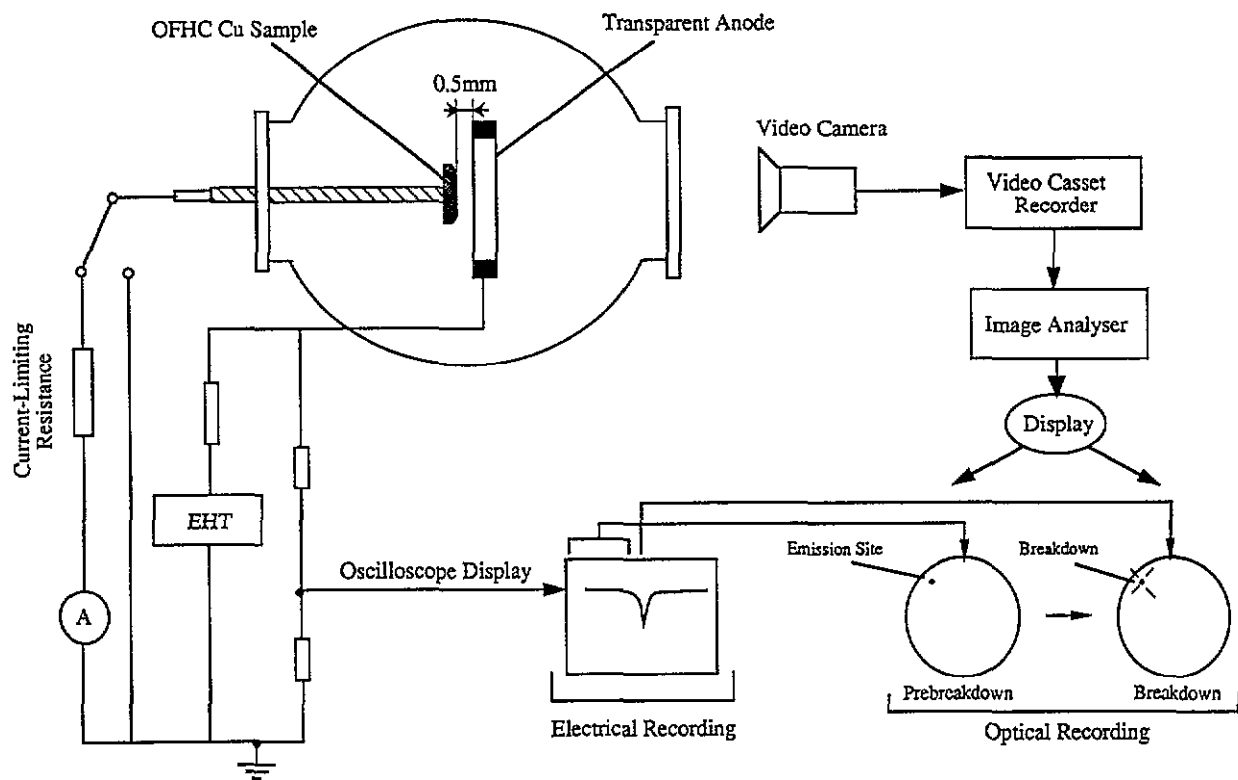 OFHC Cu Sample
Transparent Anode
0.5mm
Video Camera
Video Casset
Recorder
Image Analyser
Display
Current-Limiting
Resistance
EHT
A
Oscilloscope Display
Emission Site
Breakdown
Prebreakdown
Breakdown
Electrical Recording
Optical Recording